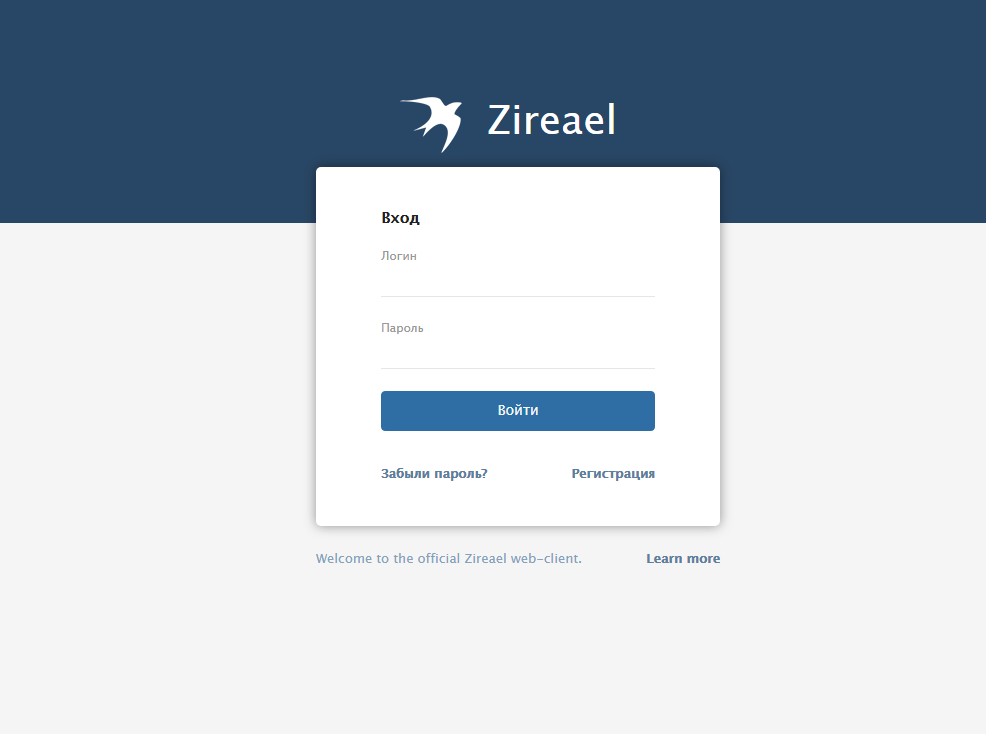 Zireael
Вход
Логин
Пароль
Войти
Забыли пароль? Регистрация
Welcome to the official Zireael web-client. Learn more